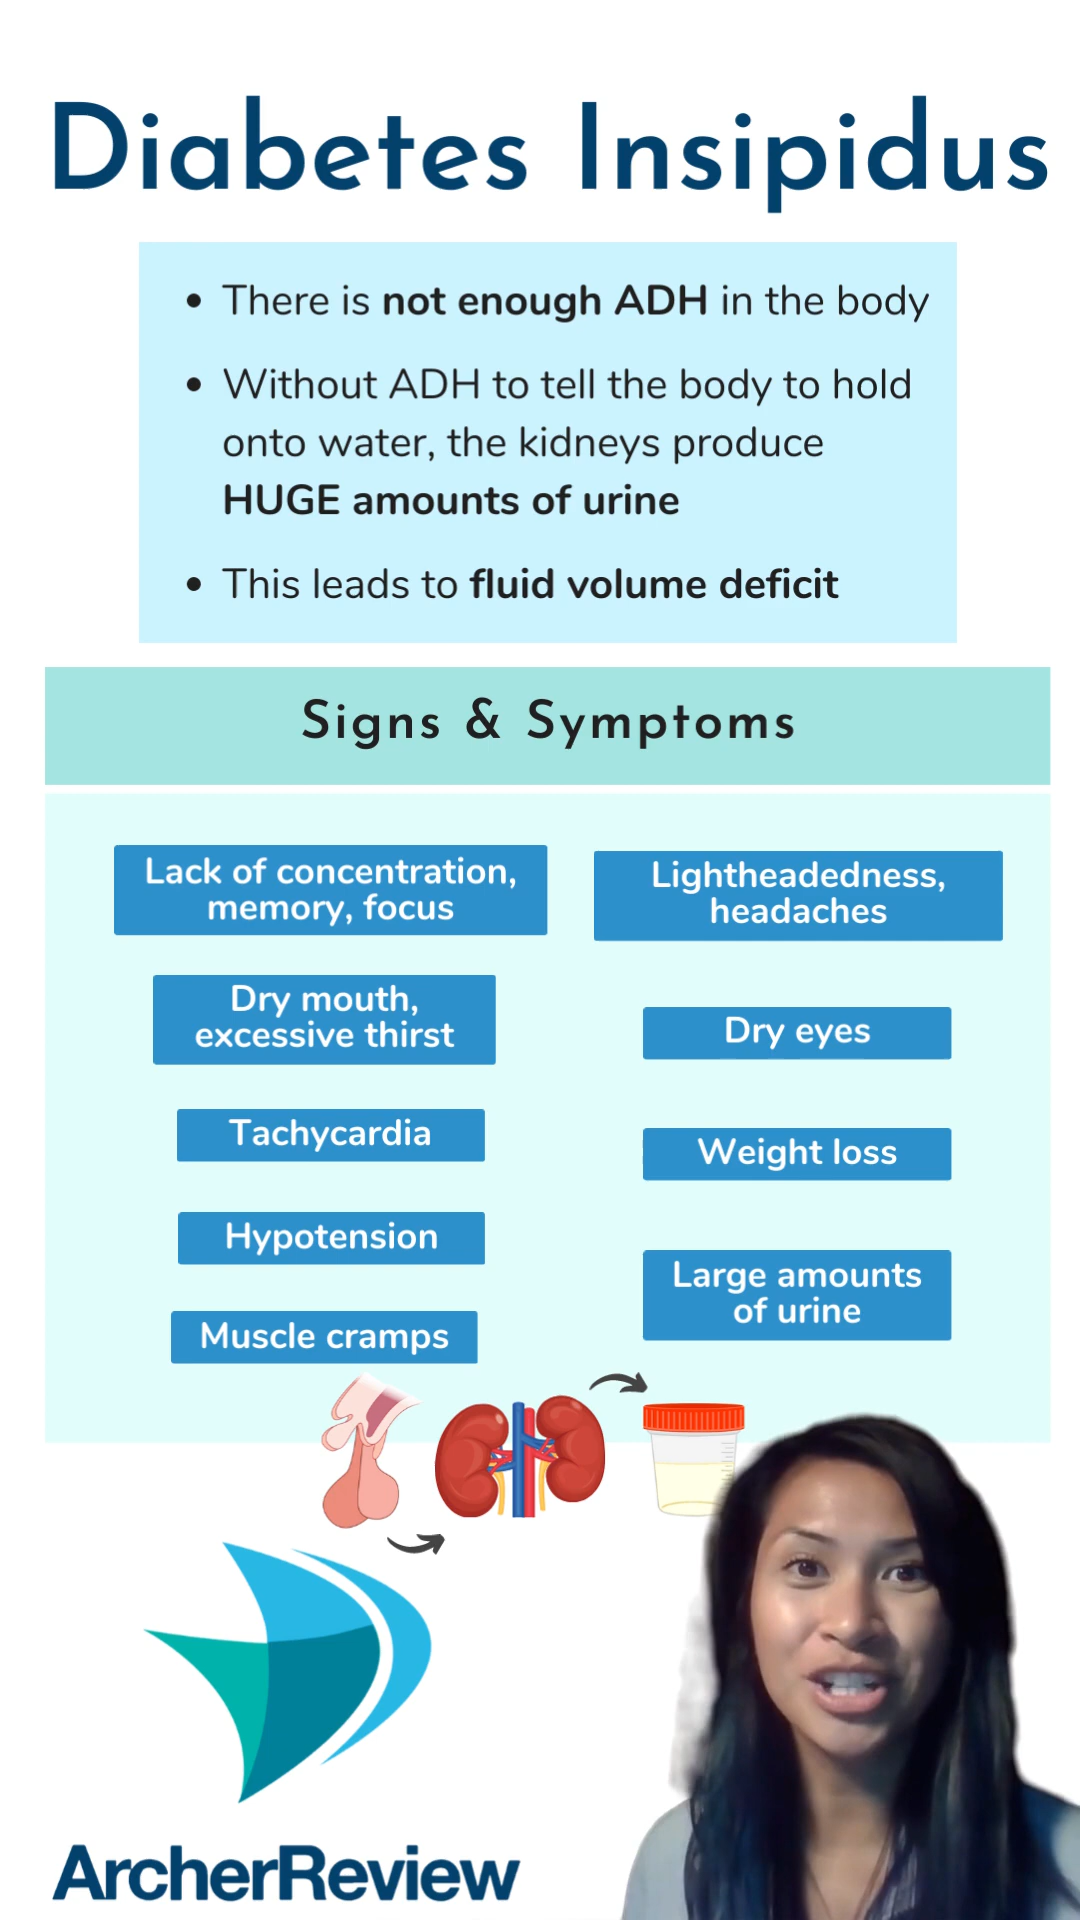 Diabetes Insipidus
• There is not enough ADH in the body
• Without ADH to tell the body to hold
onto water, the kidneys produce
HUGE amounts of urine
• This leads to fluid volume deficit
Signs & Symptoms
Lack of concentration,
memory, focus
Dry mouth,
excessive thirst
Tachycardia
Hypotension
Muscle cramps
Lightheadedness,
headaches
Dry eyes
Weight loss
Large amounts
of urine
ArcherReview